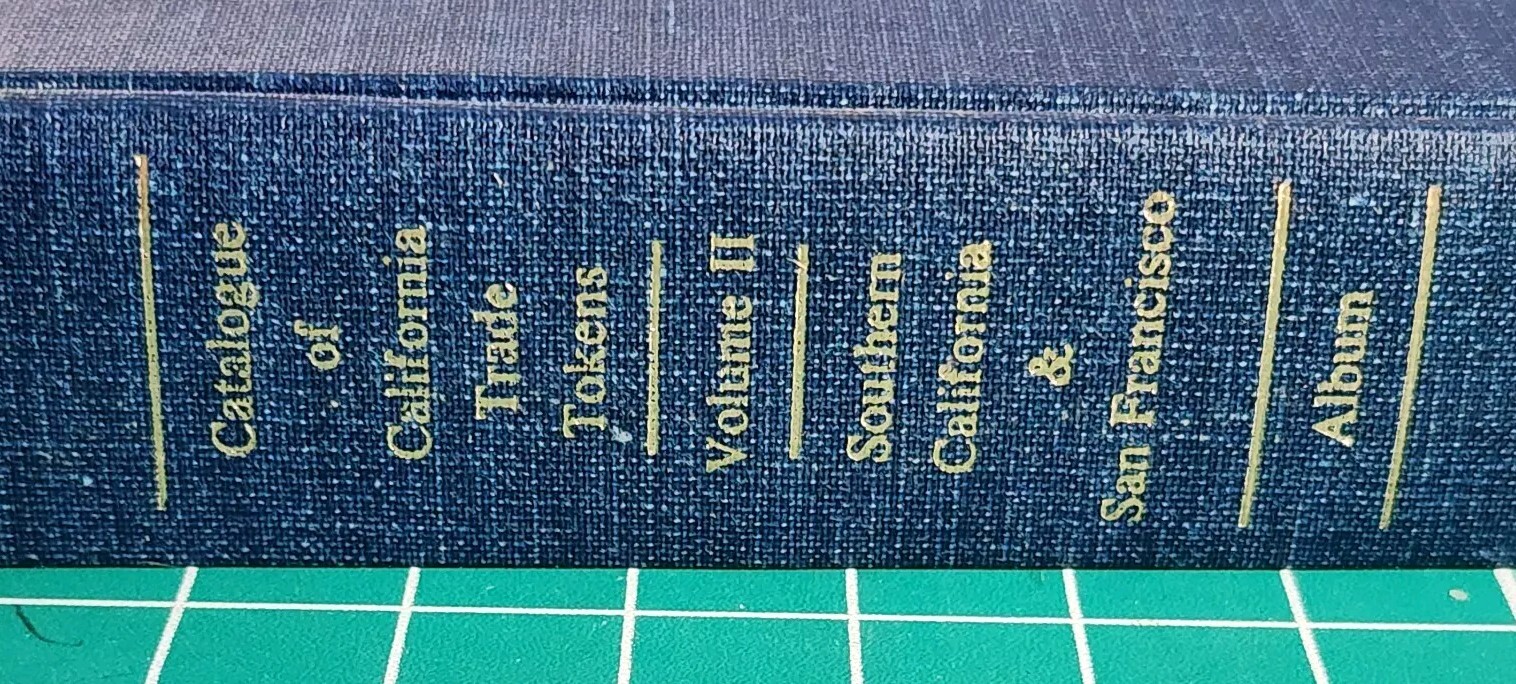 Catalogue
of
California
Trade
Tokens
Volume II
Southern
California
&
San Francisco
Album